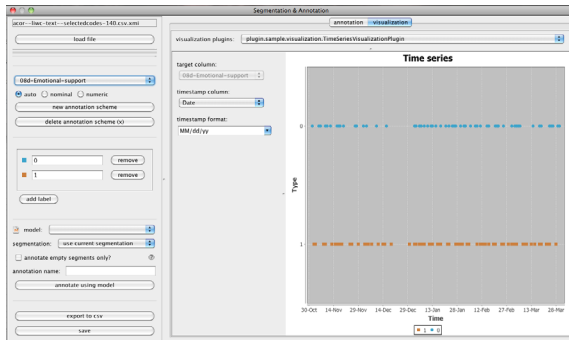 Segmentation & Annotation
ucor--liwc-text--selectedcodes-140.csv.xmi
load file
08d-Emotional-support
auto
nominal
numeric
new annotation scheme
delete annotation scheme (x)
0
remove
1
remove
add label
model:
segmentation:
use current segmentation
annotate empty segments only?
?
annotation name:
annotate using model
export to csv
save
annotation
visualization
visualization plugins:
plugin.sample.visualization.TimeSeriesVisualizationPlugin
target column:
08d-Emotional-support
timestamp column:
Date
timestamp format:
MM/dd/yy
Time series
Type
0
1
30-Oct 14-Nov 29-Nov 14-Dec 29-Dec 13-Jan 28-Jan 12-Feb 27-Feb 13-Mar 28-Mar
Time
1 0